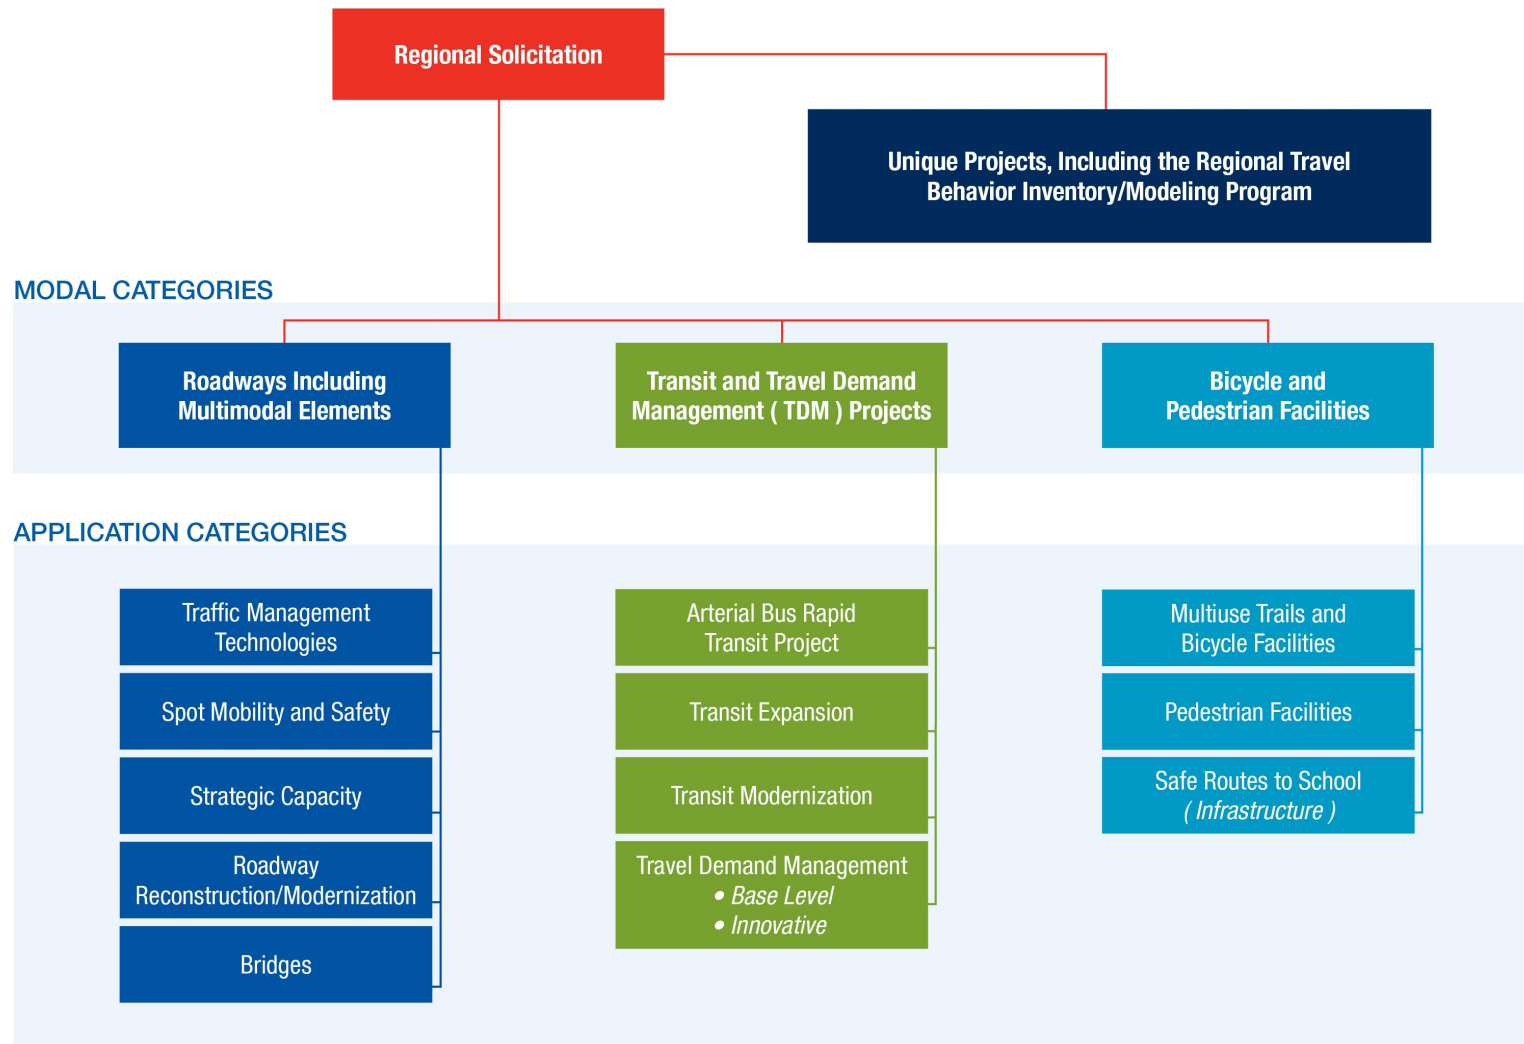 Regional Solicitation
Unique Projects, Including the Regional Travel
Behavior Inventory/Modeling Program
MODAL CATEGORIES
Roadways Including
Multimodal Elements
Transit and Travel Demand
Management ( TDM ) Projects
Bicycle and
Pedestrian Facilities
APPLICATION CATEGORIES
Traffic Management
Technologies
Spot Mobility and Safety
Strategic Capacity
Roadway
Reconstruction/Modernization
Bridges
Arterial Bus Rapid
Transit Project
Transit Expansion
Transit Modernization
Travel Demand Management
• Base Level
• Innovative
Multiuse Trails and
Bicycle Facilities
Pedestrian Facilities
Safe Routes to School
( Infrastructure )